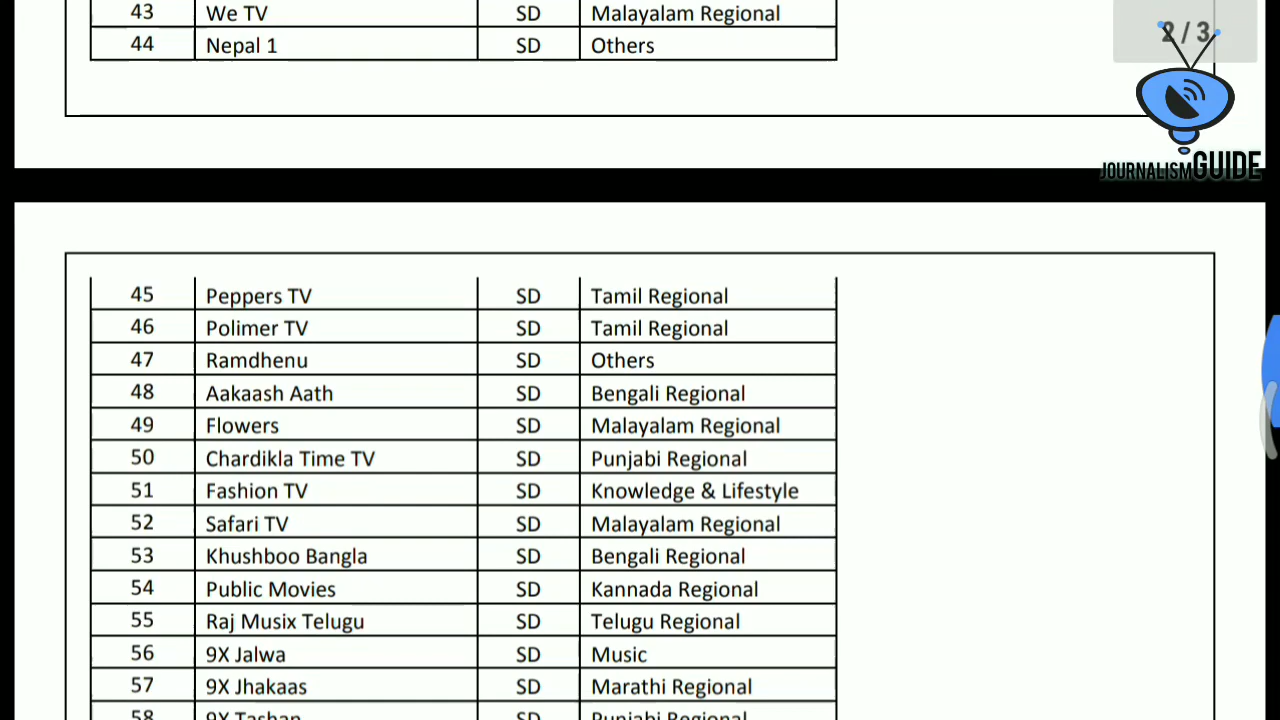 43 We TV SD Malayalam Regional
44 Nepal 1 SD Others
2 / 3
JOURNALISMGUIDE
45 Peppers TV SD Tamil Regional
46 Polimer TV SD Tamil Regional
47 Ramdhenu SD Others
48 Aakaash Aath SD Bengali Regional
49 Flowers SD Malayalam Regional
50 Chardikla Time TV SD Punjabi Regional
51 Fashion TV SD Knowledge & Lifestyle
52 Safari TV SD Malayalam Regional
53 Khushboo Bangla SD Bengali Regional
54 Public Movies SD Kannada Regional
55 Raj Musix Telugu SD Telugu Regional
56 9X Jalwa SD Music
57 9X Jhakaas SD Marathi Regional
58 9X Tashan SD Punjabi Regional